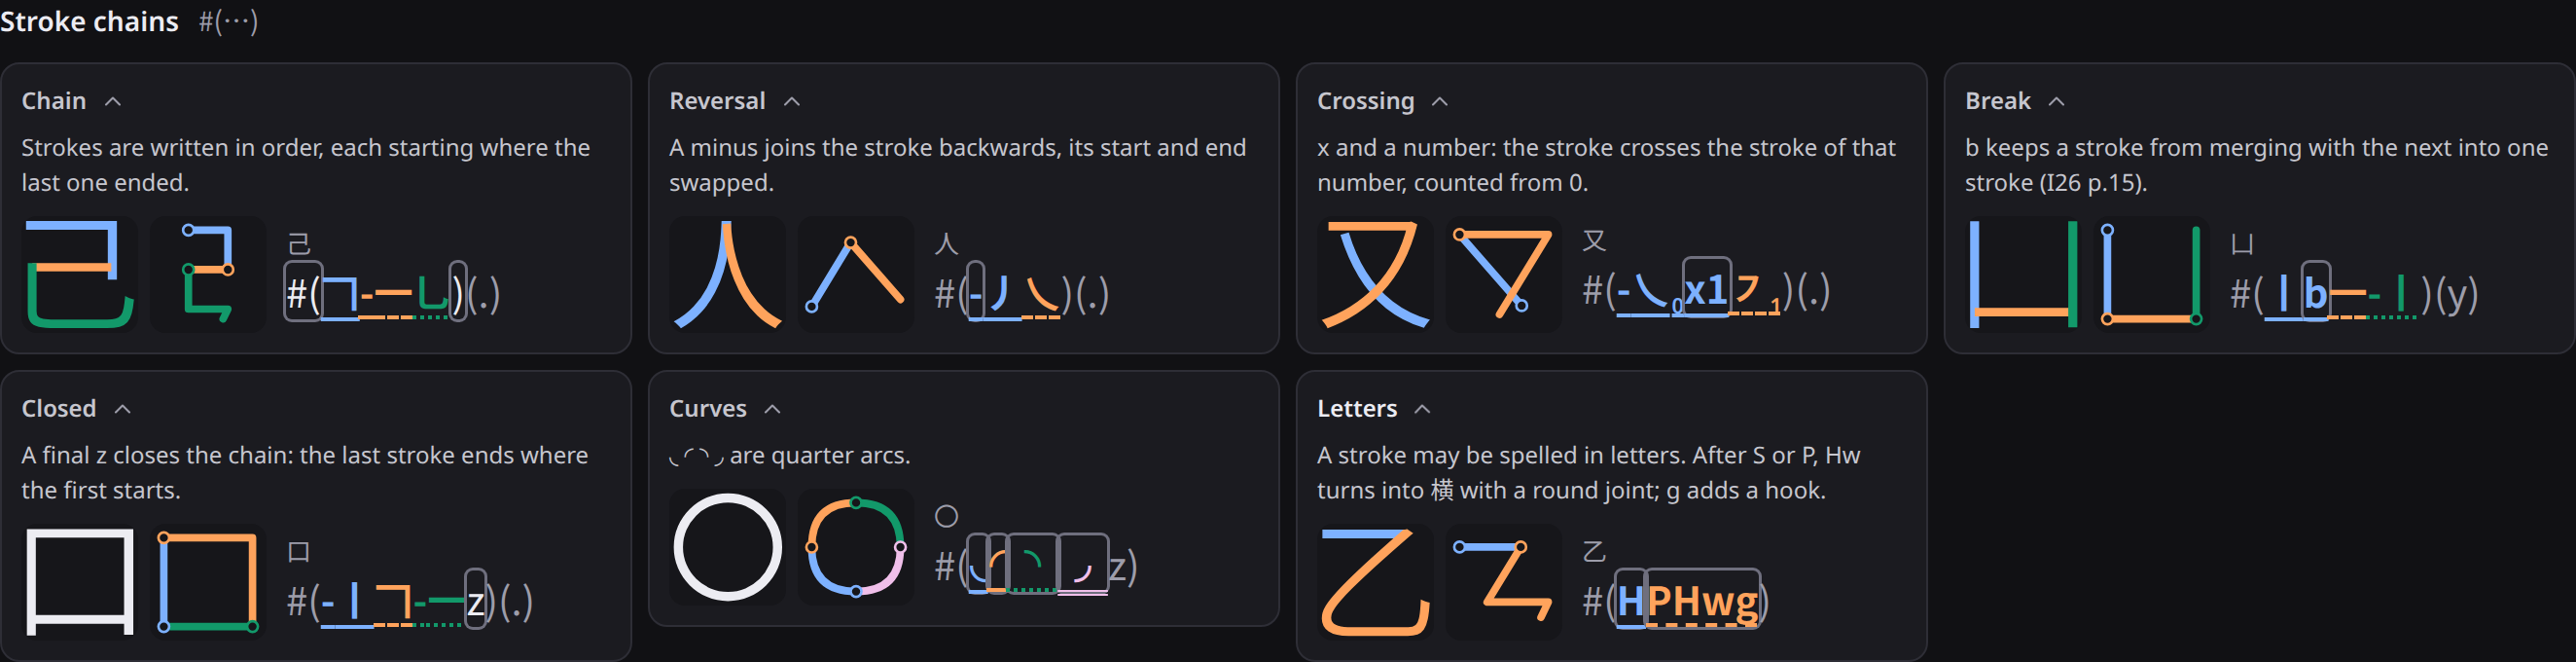 Stroke chains #(⋯)
Chain
Strokes are written in order, each starting where the
last one ended.
己
#(㇕-㇐㇟)(.)
Reversal
A minus joins the stroke backwards, its start and end
swapped.
人
#(-㇓㇏)(.)
Crossing
x and a number: the stroke crosses the stroke of that
number, counted from 0.
又
#(-㇏0x1㇇1)(.)
Break
b keeps a stroke from merging with the next into one
stroke (I26 p.15).
凵
#(㇑b㇐-㇑)(y)
Closed
A final z closes the chain: the last stroke ends where
the first starts.
口
#(-㇑㇕-㇐z)(.)
Curves
◟◜◝◞ are quarter arcs.
〇
#(◟◜◝◞z)
Letters
A stroke may be spelled in letters. After S or P, Hw
turns into 横 with a round joint; g adds a hook.
乙
#(HPHwg)